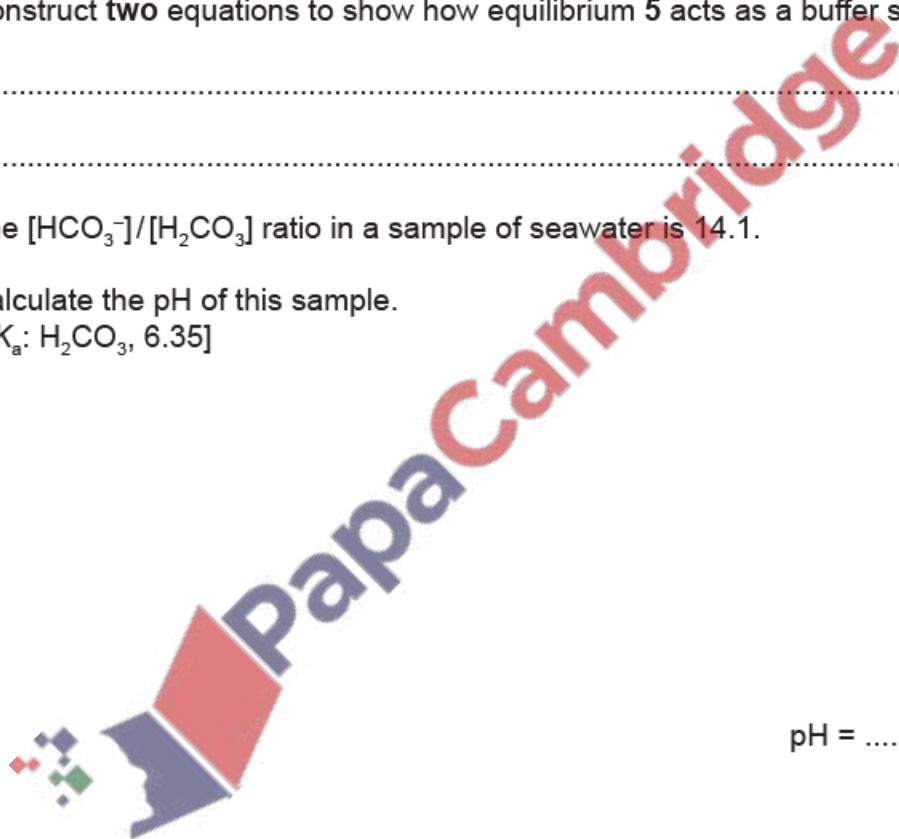 onstruct two equations to show how equilibrium 5 acts as a buffer s
e [HCO₃⁻]/[H₂CO₃] ratio in a sample of seawater is 14.1.
alculate the pH of this sample.
Kₐ: H₂CO₃, 6.35]
PapaCambridge
pH = ....